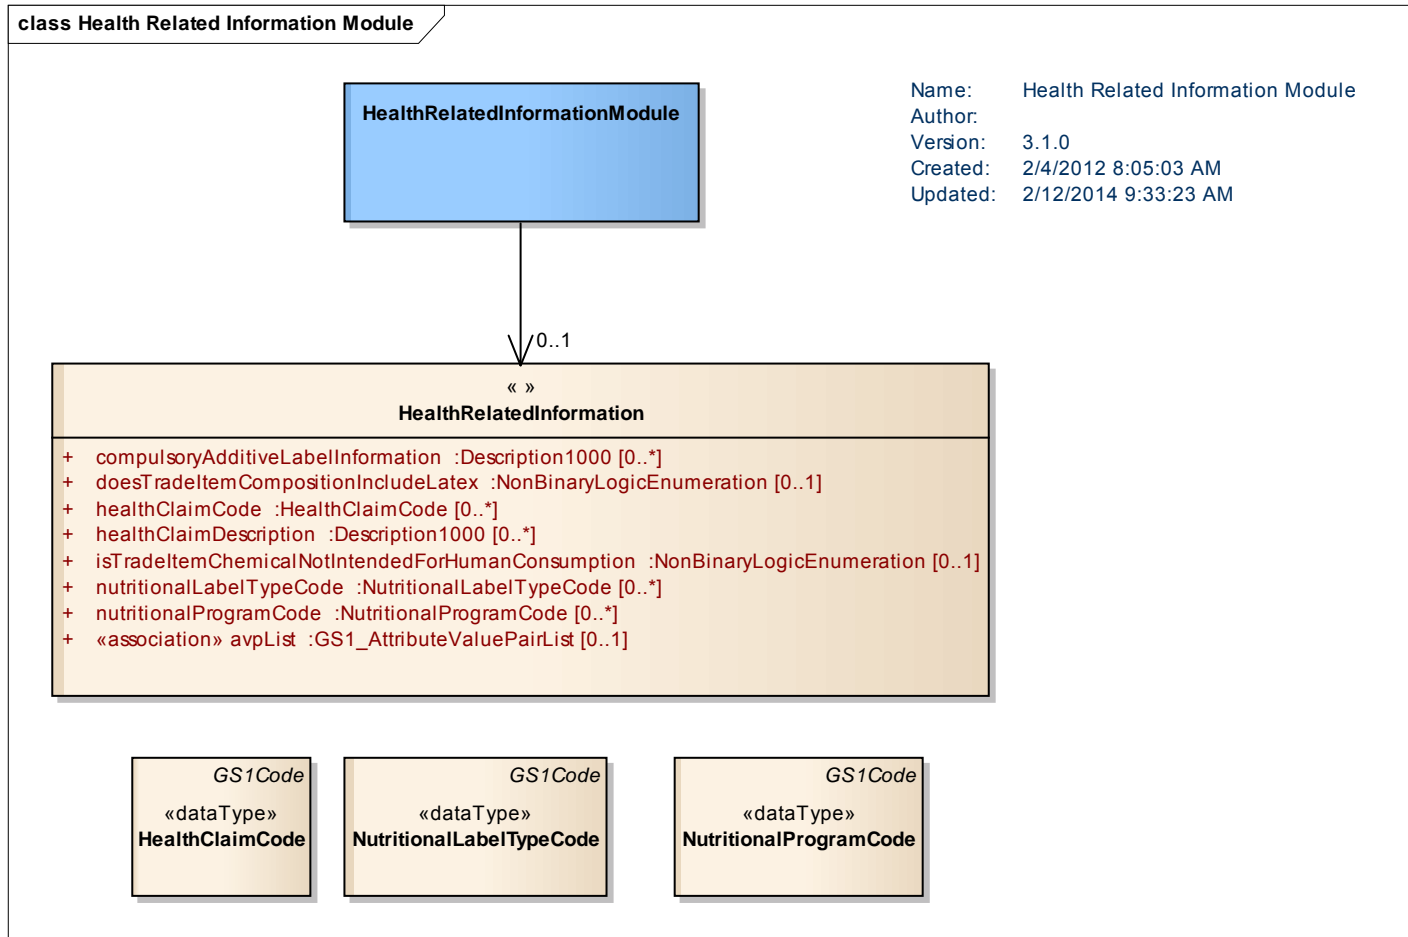 class Health Related Information Module
HealthRelatedInformationModule
Name: Health Related Information Module
Author:
Version: 3.1.0
Created: 2/4/2012 8:05:03 AM
Updated: 2/12/2014 9:33:23 AM
0..1
« »
HealthRelatedInformation
+ compulsoryAdditiveLabelInformation :Description1000 [0..*]
+ doesTradeItemCompositionIncludeLatex :NonBinaryLogicEnumeration [0..1]
+ healthClaimCode :HealthClaimCode [0..*]
+ healthClaimDescription :Description1000 [0..*]
+ isTradeItemChemicalNotIntendedForHumanConsumption :NonBinaryLogicEnumeration [0..1]
+ nutritionalLabelTypeCode :NutritionalLabelTypeCode [0..*]
+ nutritionalProgramCode :NutritionalProgramCode [0..*]
+ «association» avpList :GS1_AttributeValuePairList [0..1]
GS1Code
«dataType»
HealthClaimCode
GS1Code
«dataType»
NutritionalLabelTypeCode
GS1Code
«dataType»
NutritionalProgramCode